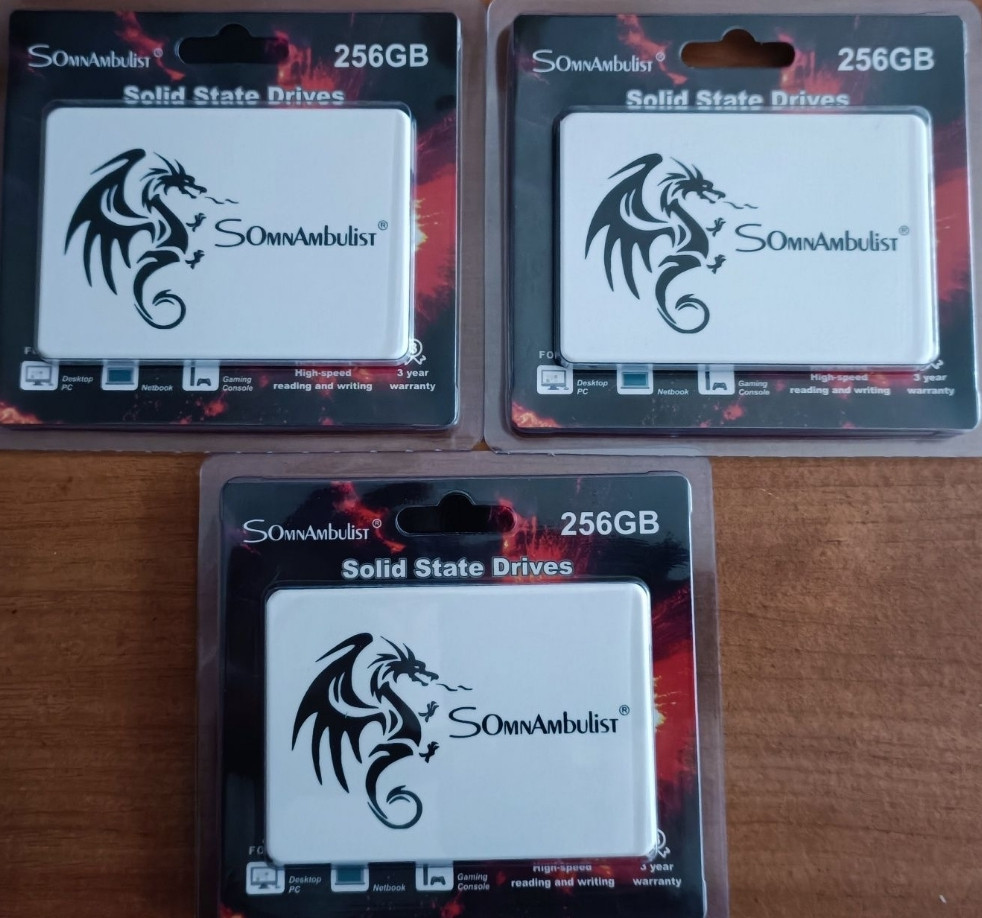 SOmnAmbulist® 256GB
Solid State Drives
SOmnAmbulist®
Desktop PC
Netbook
Gaming Console
High-speed
reading and writing
3 year
warranty
SOmnAmbulist® 256GB
Solid State Drives
SOmnAmbulist®
FOR
Desktop PC
Netbook
Gaming Console
High-speed
reading and writing
3 year
warranty
SOmnAmbulist® 256GB
Solid State Drives
SOmnAmbulist®
Desktop PC
Netbook
Gaming Console
High-speed
reading and writing
3 year
warranty